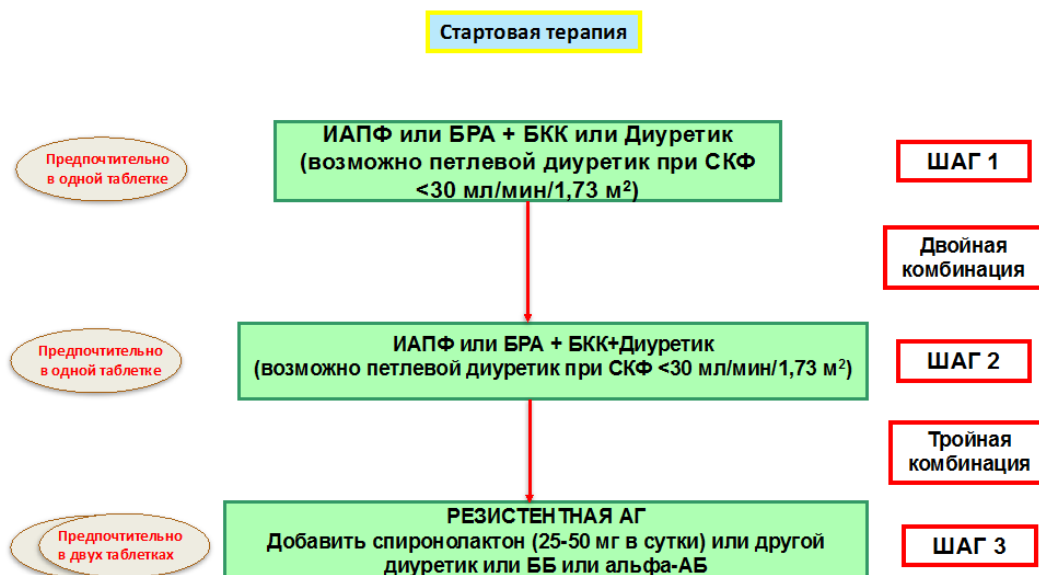 Стартовая терапия
Предпочтительно
в одной таблетке
ИАПФ или БРА + БКК или Диуретик
(возможно петлевой диуретик при СКФ
<30 мл/мин/1,73 м²)
ШАГ 1
Двойная
комбинация
Предпочтительно
в одной таблетке
ИАПФ или БРА + БКК+Диуретик
(возможно петлевой диуретик при СКФ <30 мл/мин/1,73 м²)
ШАГ 2
Тройная
комбинация
Предпочтительно
в двух таблетках
РЕЗИСТЕНТНАЯ АГ
Добавить спиронолактон (25-50 мг в сутки) или другой
диуретик или ББ или альфа-АБ
ШАГ 3